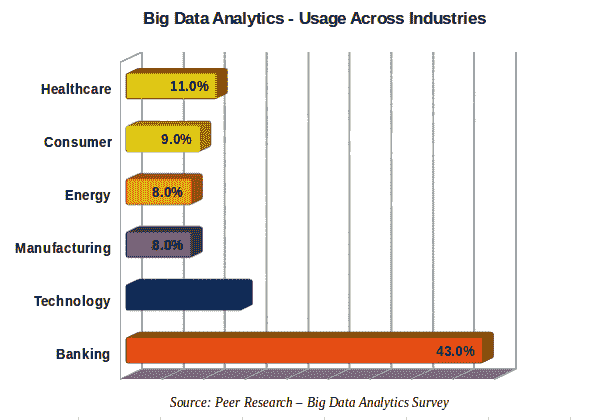 Big Data Analytics - Usage Across Industries
Healthcare 11.0%
Consumer 9.0%
Energy 8.0%
Manufacturing 8.0%
Technology
Banking 43.0%
Source: Peer Research – Big Data Analytics Survey